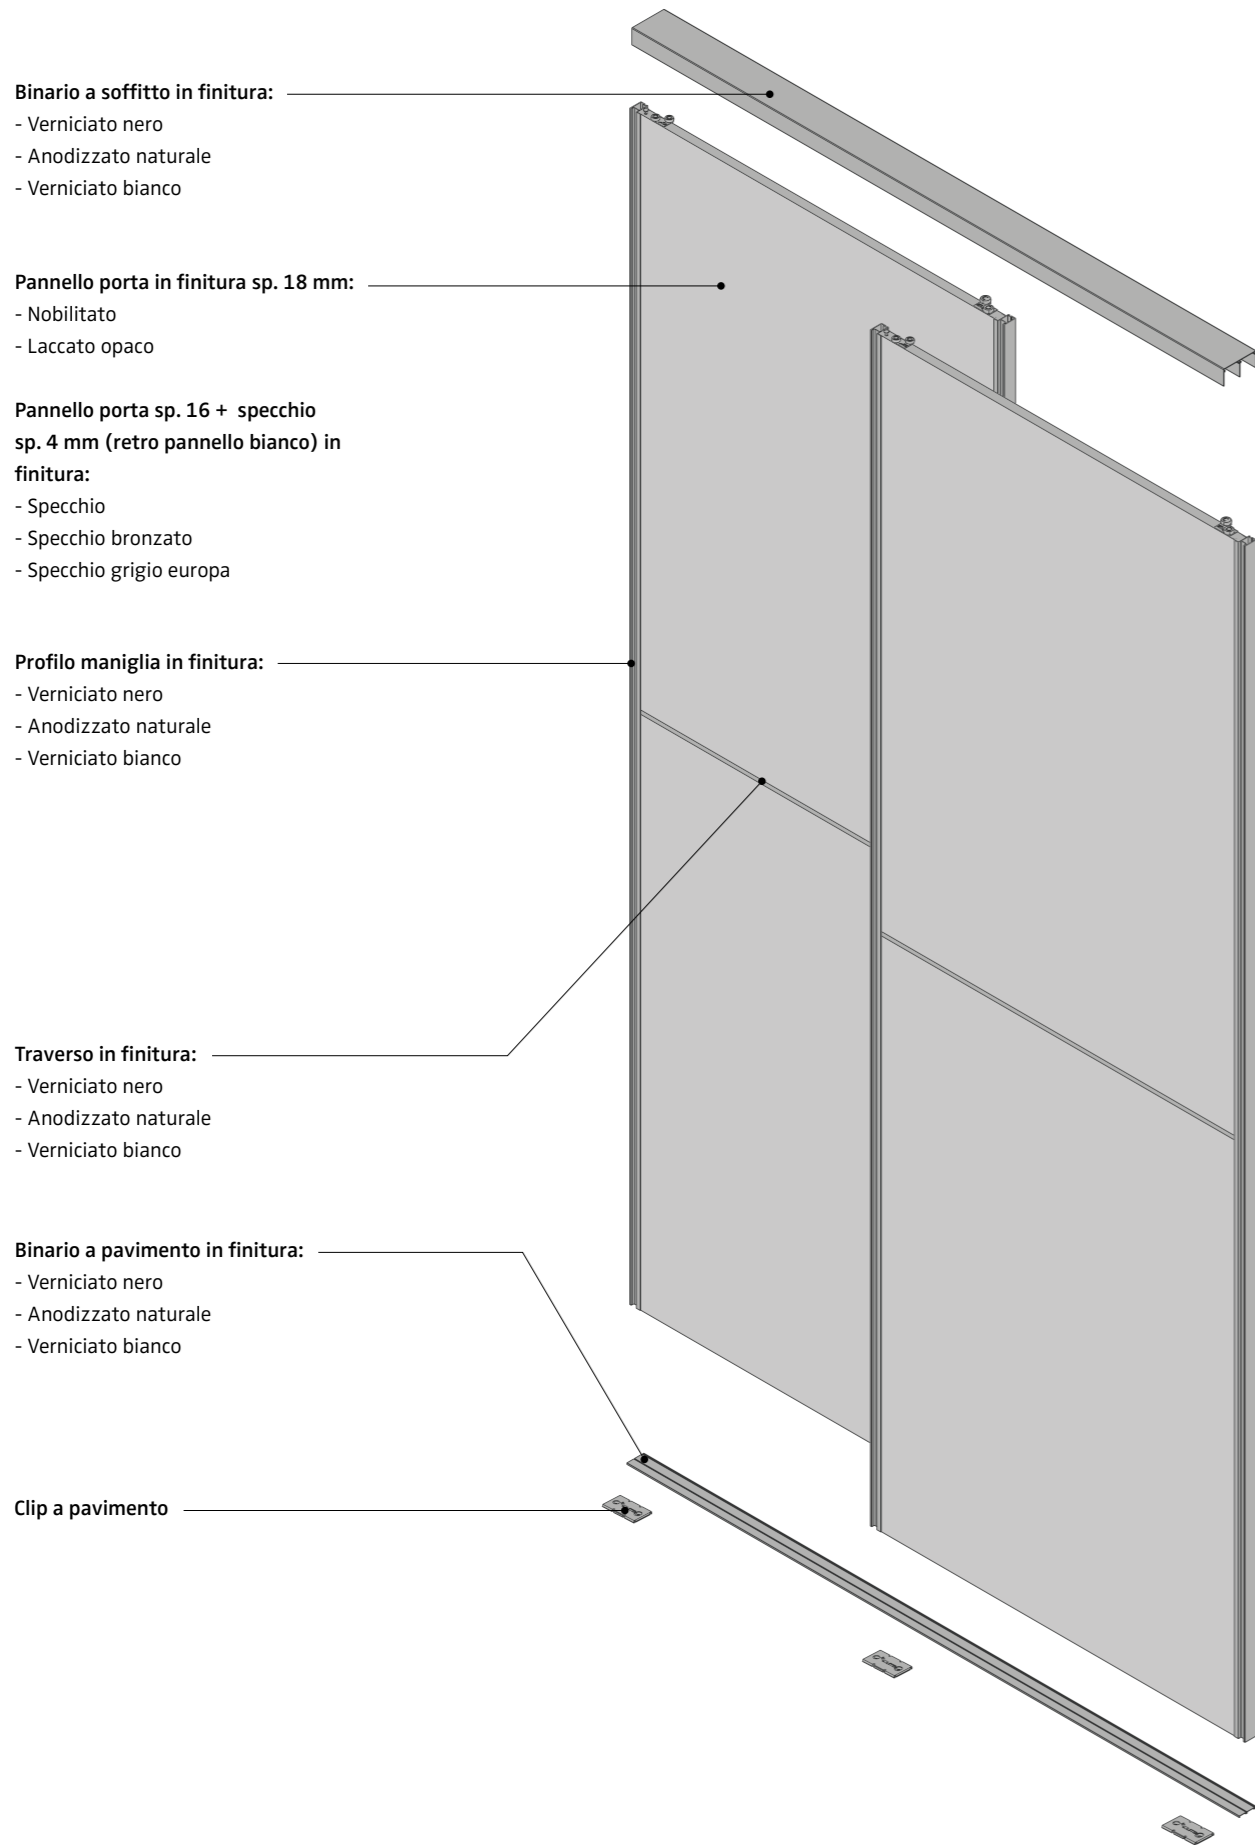 Binario a soffitto in finitura:
- Verniciato nero
- Anodizzato naturale
- Verniciato bianco
Pannello porta in finitura sp. 18 mm:
- Nobilitato
- Laccato opaco
Pannello porta sp. 16 + specchio
sp. 4 mm (retro pannello bianco) in
finitura:
- Specchio
- Specchio bronzato
- Specchio grigio europa
Profilo maniglia in finitura:
- Verniciato nero
- Anodizzato naturale
- Verniciato bianco
Traverso in finitura:
- Verniciato nero
- Anodizzato naturale
- Verniciato bianco
Binario a pavimento in finitura:
- Verniciato nero
- Anodizzato naturale
- Verniciato bianco
Clip a pavimento